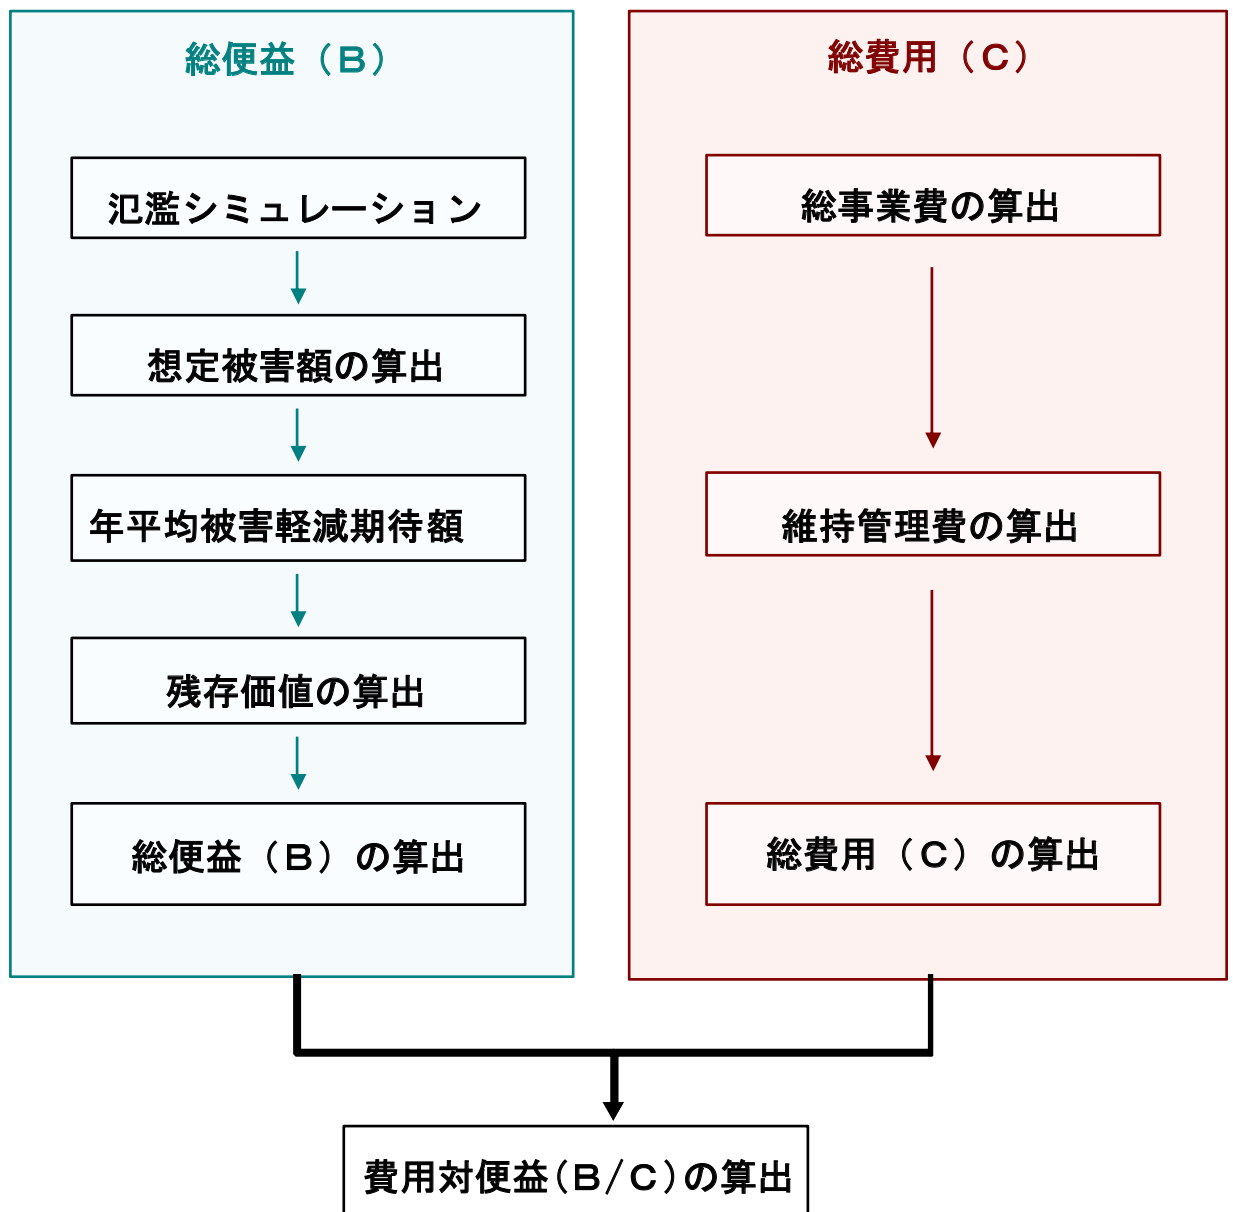 総便益（Ｂ）
氾濫シミュレーション
想定被害額の算出
年平均被害軽減期待額
残存価値の算出
総便益（Ｂ）の算出
総費用（Ｃ）
総事業費の算出
維持管理費の算出
総費用（Ｃ）の算出
費用対便益(Ｂ/Ｃ)の算出